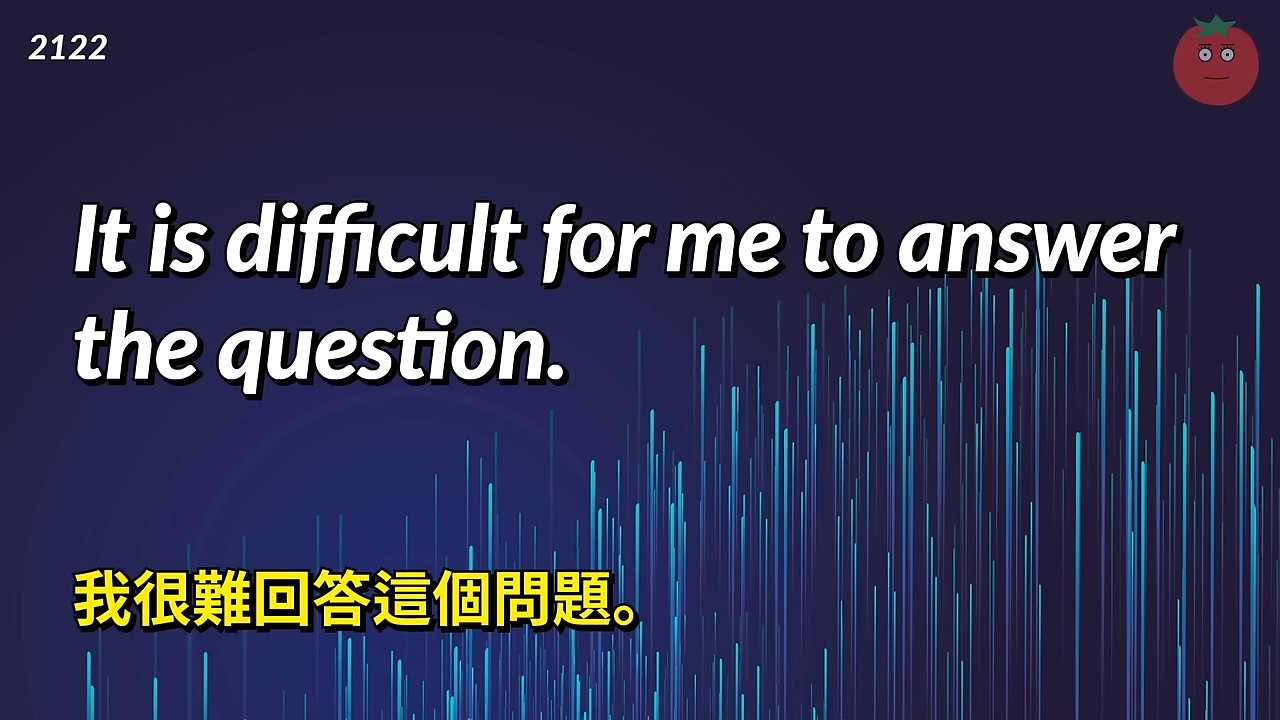 2122
It is difficult for me to answer
the question.
我很難回答這個問題。